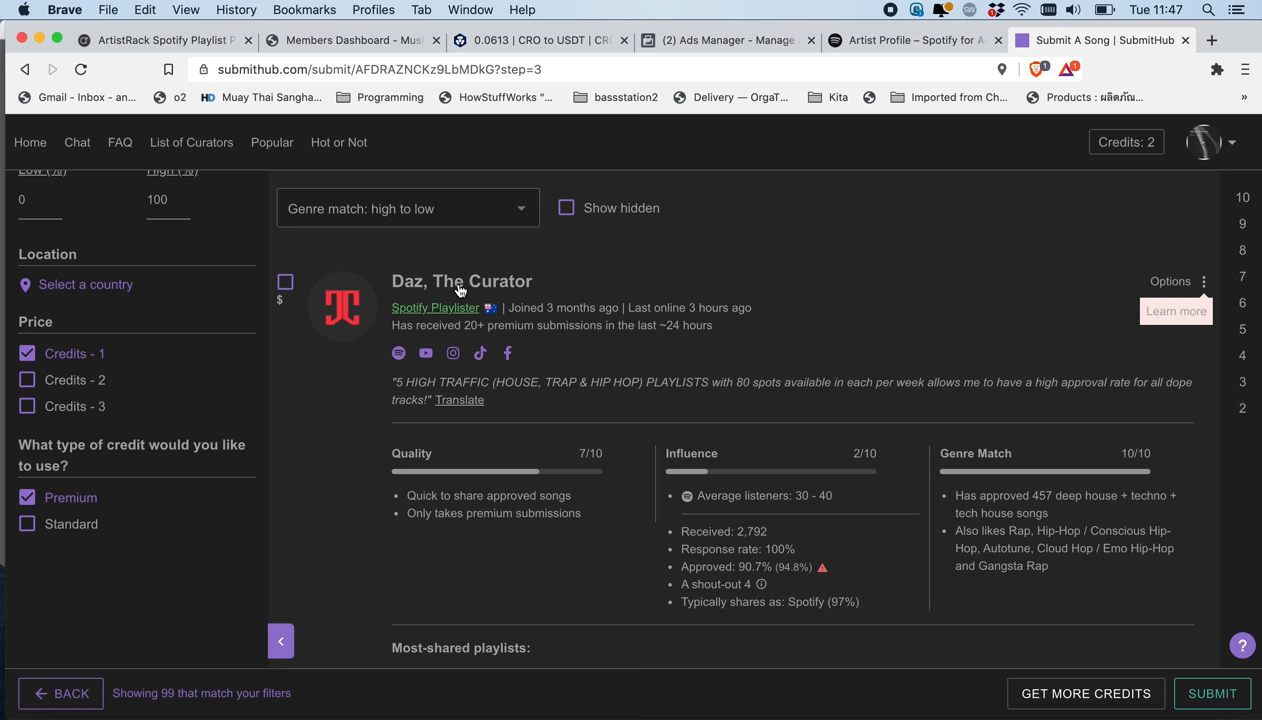 Brave File Edit View History Bookmarks Profiles Tab Window Help Tue 11:47
ArtistRack Spotify Playlist P Members Dashboard - Musi 0.0613 | CRO to USDT | CR (2) Ads Manager - Manage Artist Profile – Spotify for A Submit A Song | SubmitHub
submithub.com/submit/AFDRAZNCKz9LbMDkG?step=3 1 1
Gmail - Inbox - an... o2 HD Muay Thai Sangha... Programming HowStuffWorks "... bassstation2 Delivery — OrgaT... Kita Imported from Ch... Products : ผลิตภัณ... »
Home Chat FAQ List of Curators Popular Hot or Not Credits: 2
Low (%) High (%)
0 100
Location
Select a country
Price
Credits - 1
Credits - 2
Credits - 3
What type of credit would you like
to use?
Premium
Standard
Genre match: high to low Show hidden
Daz, The Curator
Options
$
Spotify Playlister | Joined 3 months ago | Last online 3 hours ago
Learn more
Has received 20+ premium submissions in the last ~24 hours
"5 HIGH TRAFFIC (HOUSE, TRAP & HIP HOP) PLAYLISTS with 80 spots available in each per week allows me to have a high approval rate for all dope
tracks!" Translate
Quality 7/10
• Quick to share approved songs
• Only takes premium submissions
Influence 2/10
• Average listeners: 30 - 40
• Received: 2,792
• Response rate: 100%
• Approved: 90.7% (94.8%)
• A shout-out 4
• Typically shares as: Spotify (97%)
Genre Match 10/10
• Has approved 457 deep house + techno +
tech house songs
• Also likes Rap, Hip-Hop / Conscious Hip-
Hop, Autotune, Cloud Hop / Emo Hip-Hop
and Gangsta Rap
Most-shared playlists:
10
9
8
7
6
5
4
3
2
?
BACK Showing 99 that match your filters GET MORE CREDITS SUBMIT